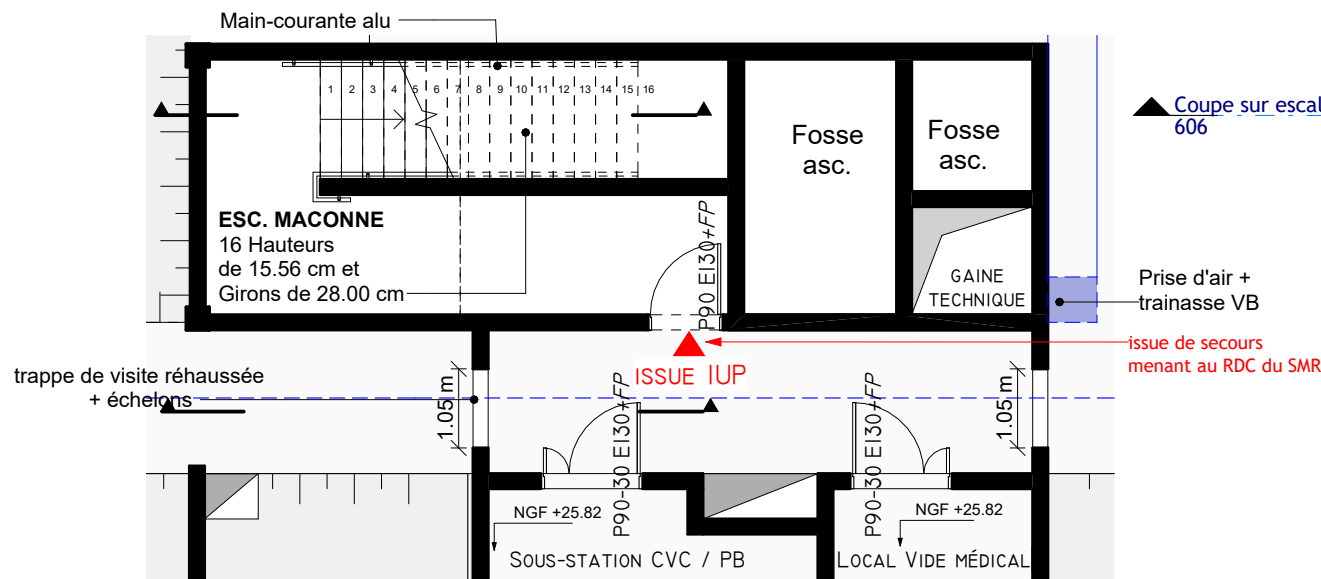 Main-courante alu
1 2 3 4 5 6 7 8 9 10 11 12 13 14 15 16
Coupe sur escal
606
Fosse
asc.
Fosse
asc.
ESC. MACONNE
16 Hauteurs
de 15.56 cm et
Girons de 28.00 cm
P90 EI30+FP
GAINE
TECHNIQUE
Prise d'air +
trainasse VB
issue de secours
menant au RDC du SMR
ISSUE IUP
trappe de visite réhaussée
+ échelons
1.05 m
P90-30 EI30+FP
P90-30 EI30+FP
1.05 m
NGF +25.82
NGF +25.82
SOUS-STATION CVC / PB
LOCAL VIDE MÉDICAL